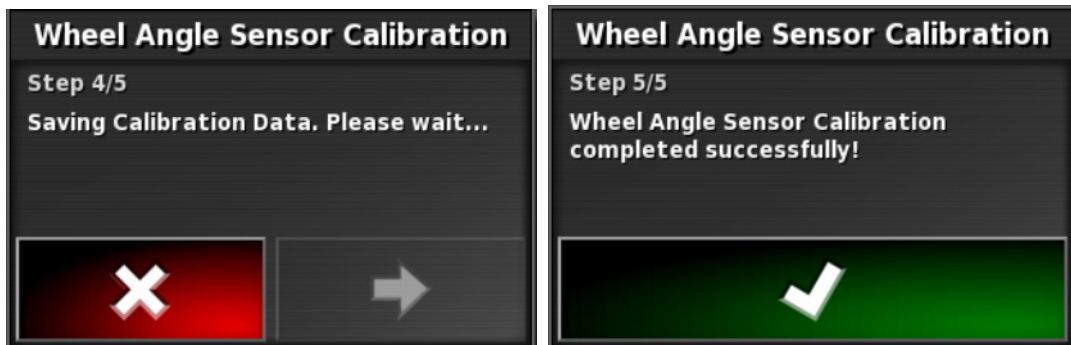 Wheel Angle Sensor Calibration
Step 4/5
Saving Calibration Data. Please wait...
Wheel Angle Sensor Calibration
Step 5/5
Wheel Angle Sensor Calibration
completed successfully!